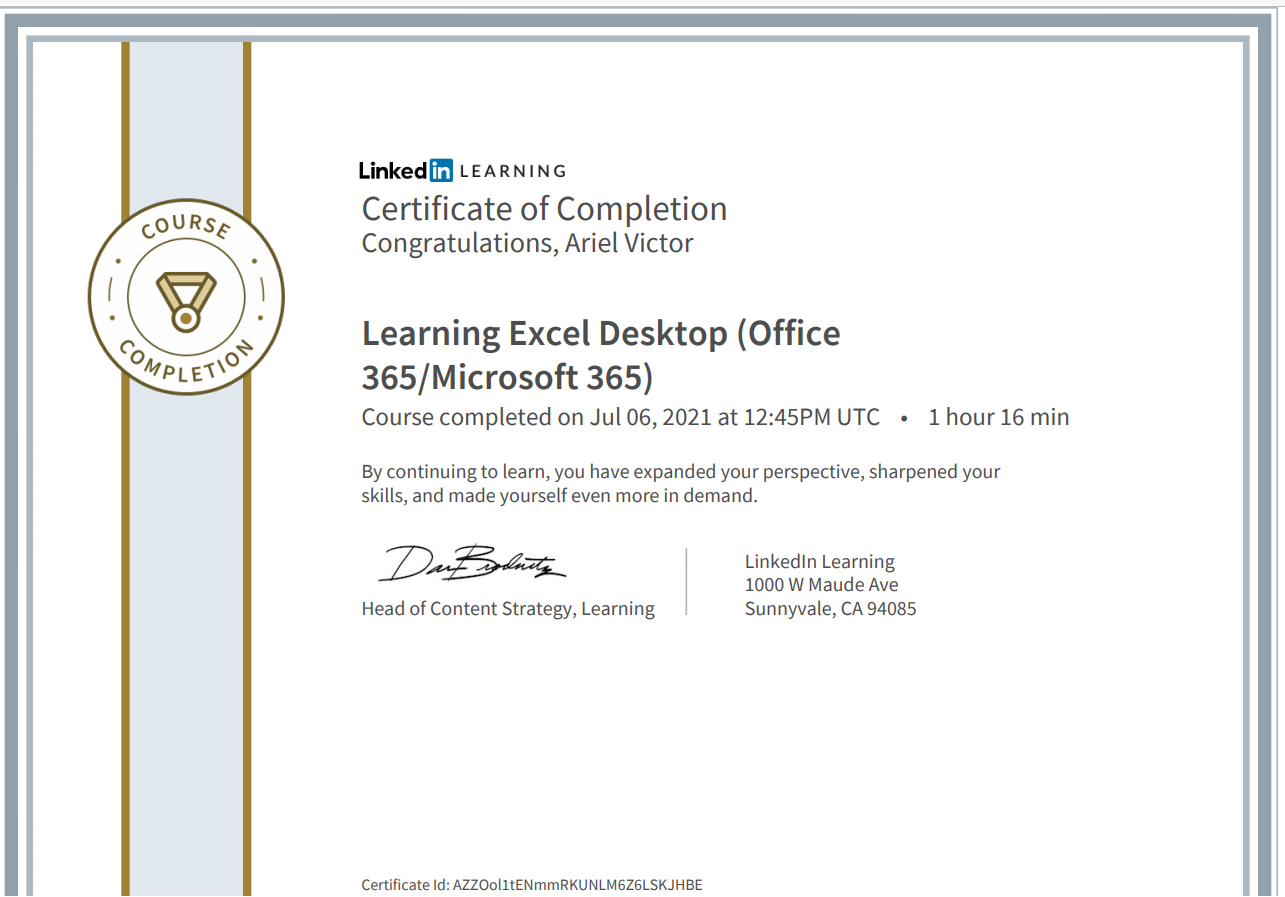 COURSE
COMPLETION
Linked in LEARNING
Certificate of Completion
Congratulations, Ariel Victor
Learning Excel Desktop (Office
365/Microsoft 365)
Course completed on Jul 06, 2021 at 12:45PM UTC • 1 hour 16 min
By continuing to learn, you have expanded your perspective, sharpened your
skills, and made yourself even more in demand.
Head of Content Strategy, Learning
LinkedIn Learning
1000 W Maude Ave
Sunnyvale, CA 94085
Certificate Id: AZZOol1tENmmRKUNLM6Z6LSKJHBE